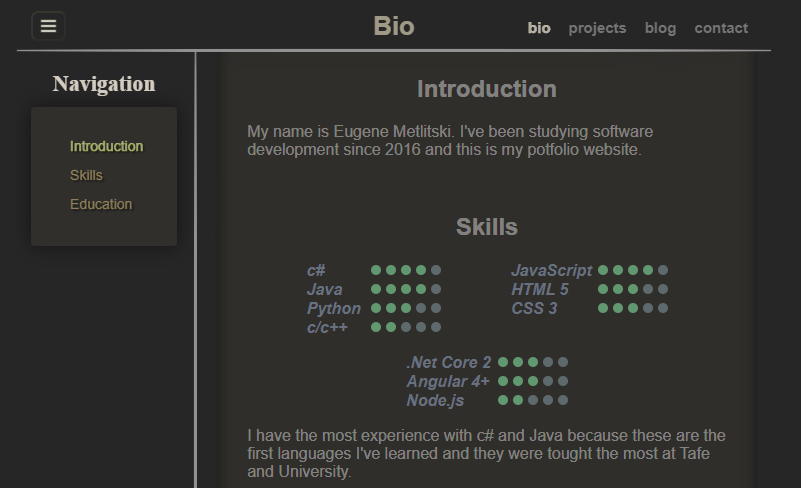 Bio
bio projects blog contact
Navigation
Introduction
Skills
Education
Introduction
My name is Eugene Metlitski. I've been studying software
development since 2016 and this is my potfolio website.
Skills
c#
Java
Python
c/c++
JavaScript
HTML 5
CSS 3
.Net Core 2
Angular 4+
Node.js
I have the most experience with c# and Java because these are the
first languages I've learned and they were tought the most at Tafe
and University.